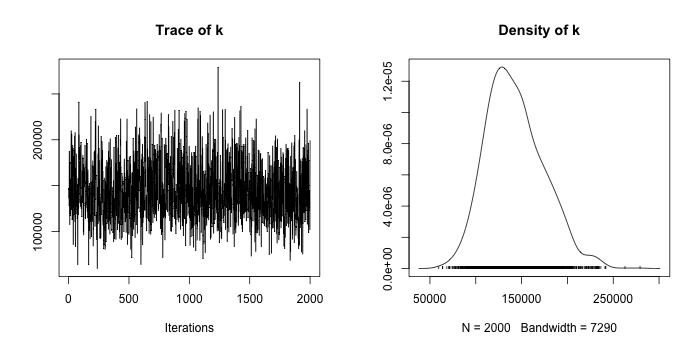 Trace of k
200000
100000
0 500 1000 1500 2000
Iterations
Density of k
1.2e-05
8.0e-06
4.0e-06
0.0e+00
50000 150000 250000
N = 2000 Bandwidth = 7290